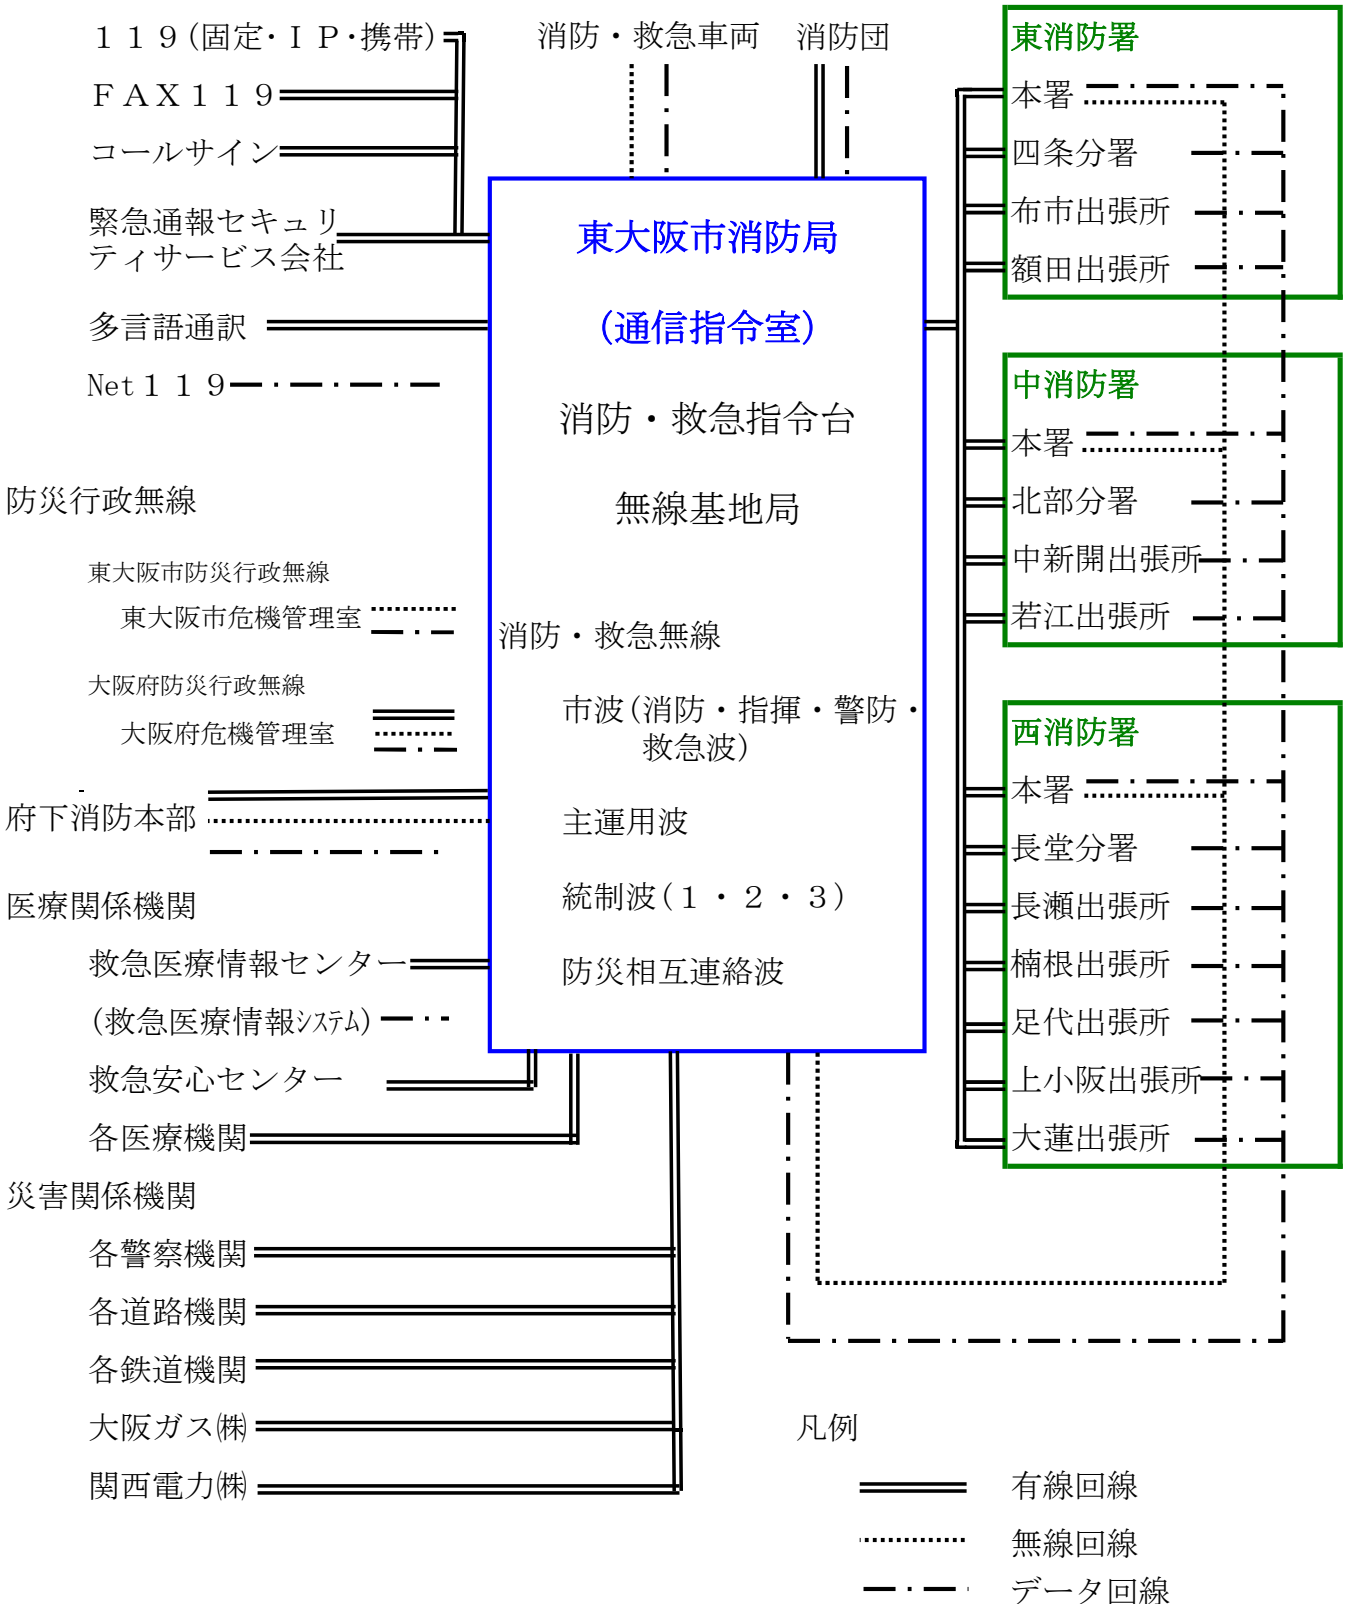 １１９(固定・ＩＰ・携帯)
ＦＡＸ１１９
コールサイン
緊急通報セキュリ
ティサービス会社
多言語通訳
Net１１９
防災行政無線
東大阪市防災行政無線
東大阪市危機管理室
大阪府防災行政無線
大阪府危機管理室
府下消防本部
医療関係機関
救急医療情報センター
(救急医療情報ｼｽﾃﾑ)
救急安心センター
各医療機関
災害関係機関
各警察機関
各道路機関
各鉄道機関
大阪ガス㈱
関西電力㈱
消防・救急車両
消防団
東大阪市消防局
(通信指令室)
消防・救急指令台
無線基地局
消防・救急無線
市波(消防・指揮・警防・
救急波)
主運用波
統制波(１・２・３)
防災相互連絡波
東消防署
本署
四条分署
布市出張所
額田出張所
中消防署
本署
北部分署
中新開出張所
若江出張所
西消防署
本署
長堂分署
長瀬出張所
楠根出張所
足代出張所
上小阪出張所
大蓮出張所
凡例
有線回線
無線回線
データ回線